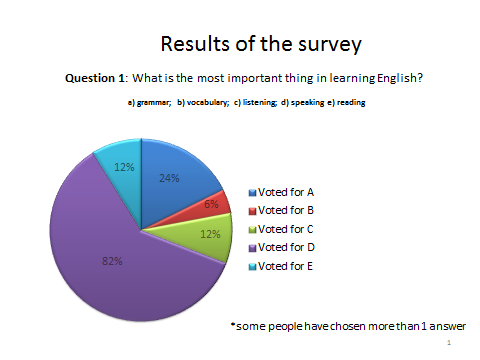 Results of the survey
Question 1: What is the most important thing in learning English?
a) grammar; b) vocabulary; c) listening; d) speaking e) reading
12%
24%
6%
12%
82%
Voted for A
Voted for B
Voted for C
Voted for D
Voted for E
*some people have chosen more than 1 answer
1